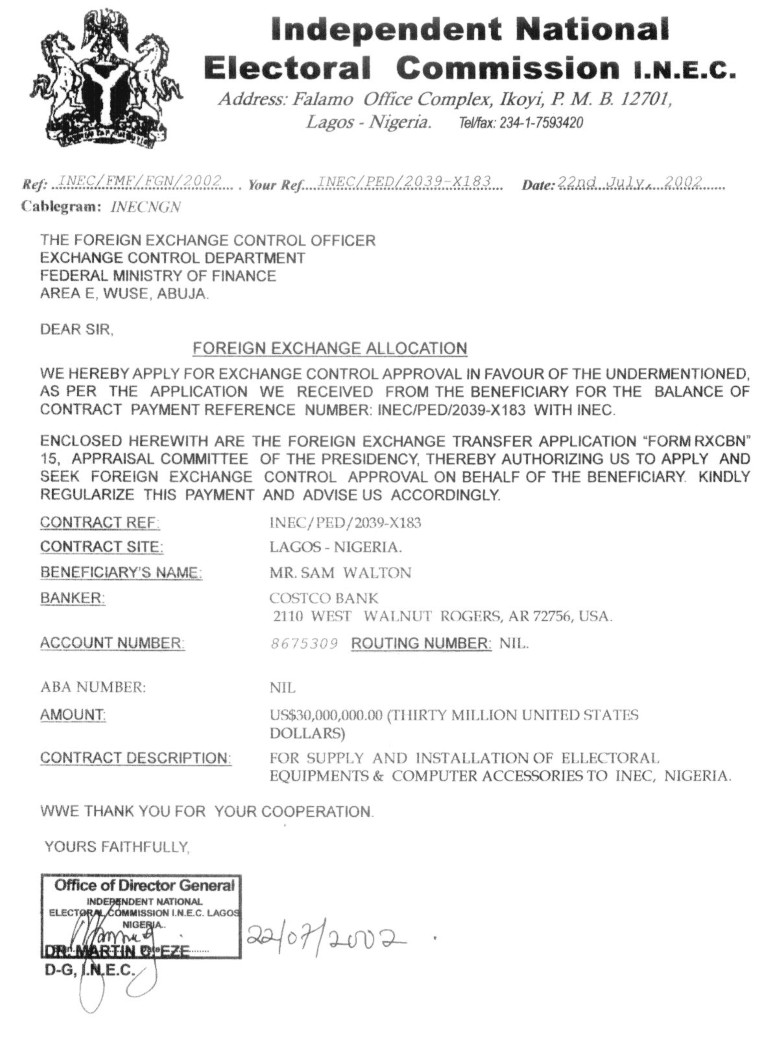 Independent National
Electoral Commission I.N.E.C.
Address: Falamo Office Complex, Ikoyi, P. M. B. 12701,
Lagos - Nigeria. Tel/fax: 234-1-7593420
Ref: INEC/FMF/FGN/2002 Your Ref. INEC/PED/2039-X183 Date: 22nd July, 2002
Cablegram: INECNGN
THE FOREIGN EXCHANGE CONTROL OFFICER
EXCHANGE CONTROL DEPARTMENT
FEDERAL MINISTRY OF FINANCE
AREA E, WUSE, ABUJA.
DEAR SIR,
FOREIGN EXCHANGE ALLOCATION
WE HEREBY APPLY FOR EXCHANGE CONTROL APPROVAL IN FAVOUR OF THE UNDERMENTIONED,
AS PER THE APPLICATION WE RECEIVED FROM THE BENEFICIARY FOR THE BALANCE OF
CONTRACT PAYMENT REFERENCE NUMBER: INEC/PED/2039-X183 WITH INEC.
ENCLOSED HEREWITH ARE THE FOREIGN EXCHANGE TRANSFER APPLICATION "FORM RXCBN"
15, APPRAISAL COMMITTEE OF THE PRESIDENCY, THEREBY AUTHORIZING US TO APPLY AND
SEEK FOREIGN EXCHANGE CONTROL APPROVAL ON BEHALF OF THE BENEFICIARY. KINDLY
REGULARIZE THIS PAYMENT AND ADVISE US ACCORDINGLY.
CONTRACT REF: INEC/PED/2039-X183
CONTRACT SITE: LAGOS - NIGERIA.
BENEFICIARY'S NAME: MR. SAM WALTON
BANKER: COSTCO BANK
2110 WEST WALNUT ROGERS, AR 72756, USA.
ACCOUNT NUMBER: 8675309 ROUTING NUMBER: NIL.
ABA NUMBER: NIL
AMOUNT: US$30,000,000.00 (THIRTY MILLION UNITED STATES
DOLLARS)
CONTRACT DESCRIPTION: FOR SUPPLY AND INSTALLATION OF ELLECTORAL
EQUIPMENTS & COMPUTER ACCESSORIES TO INEC, NIGERIA.
WWE THANK YOU FOR YOUR COOPERATION.
YOURS FAITHFULLY,
Office of Director General
INDEPENDENT NATIONAL
ELECTORAL COMMISSION I.N.E.C. LAGOS
NIGERIA.
DR. MARTIN C. EZE
D-G, I.N.E.C.
22/07/2002